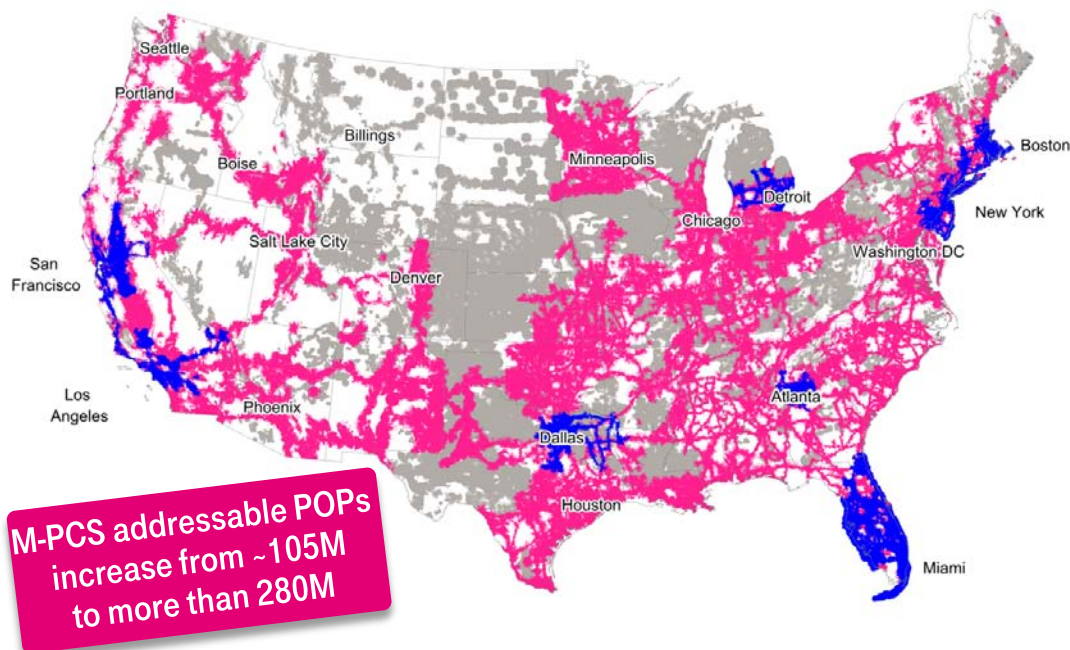 Seattle
Portland
Billings
Boise
Minneapolis
Boston
Detroit
New York
Chicago
Salt Lake City
Washington DC
San
Francisco
Denver
Los
Angeles
Phoenix
Atlanta
Dallas
Houston
Miami
M-PCS addressable POPs
increase from ~105M
to more than 280M